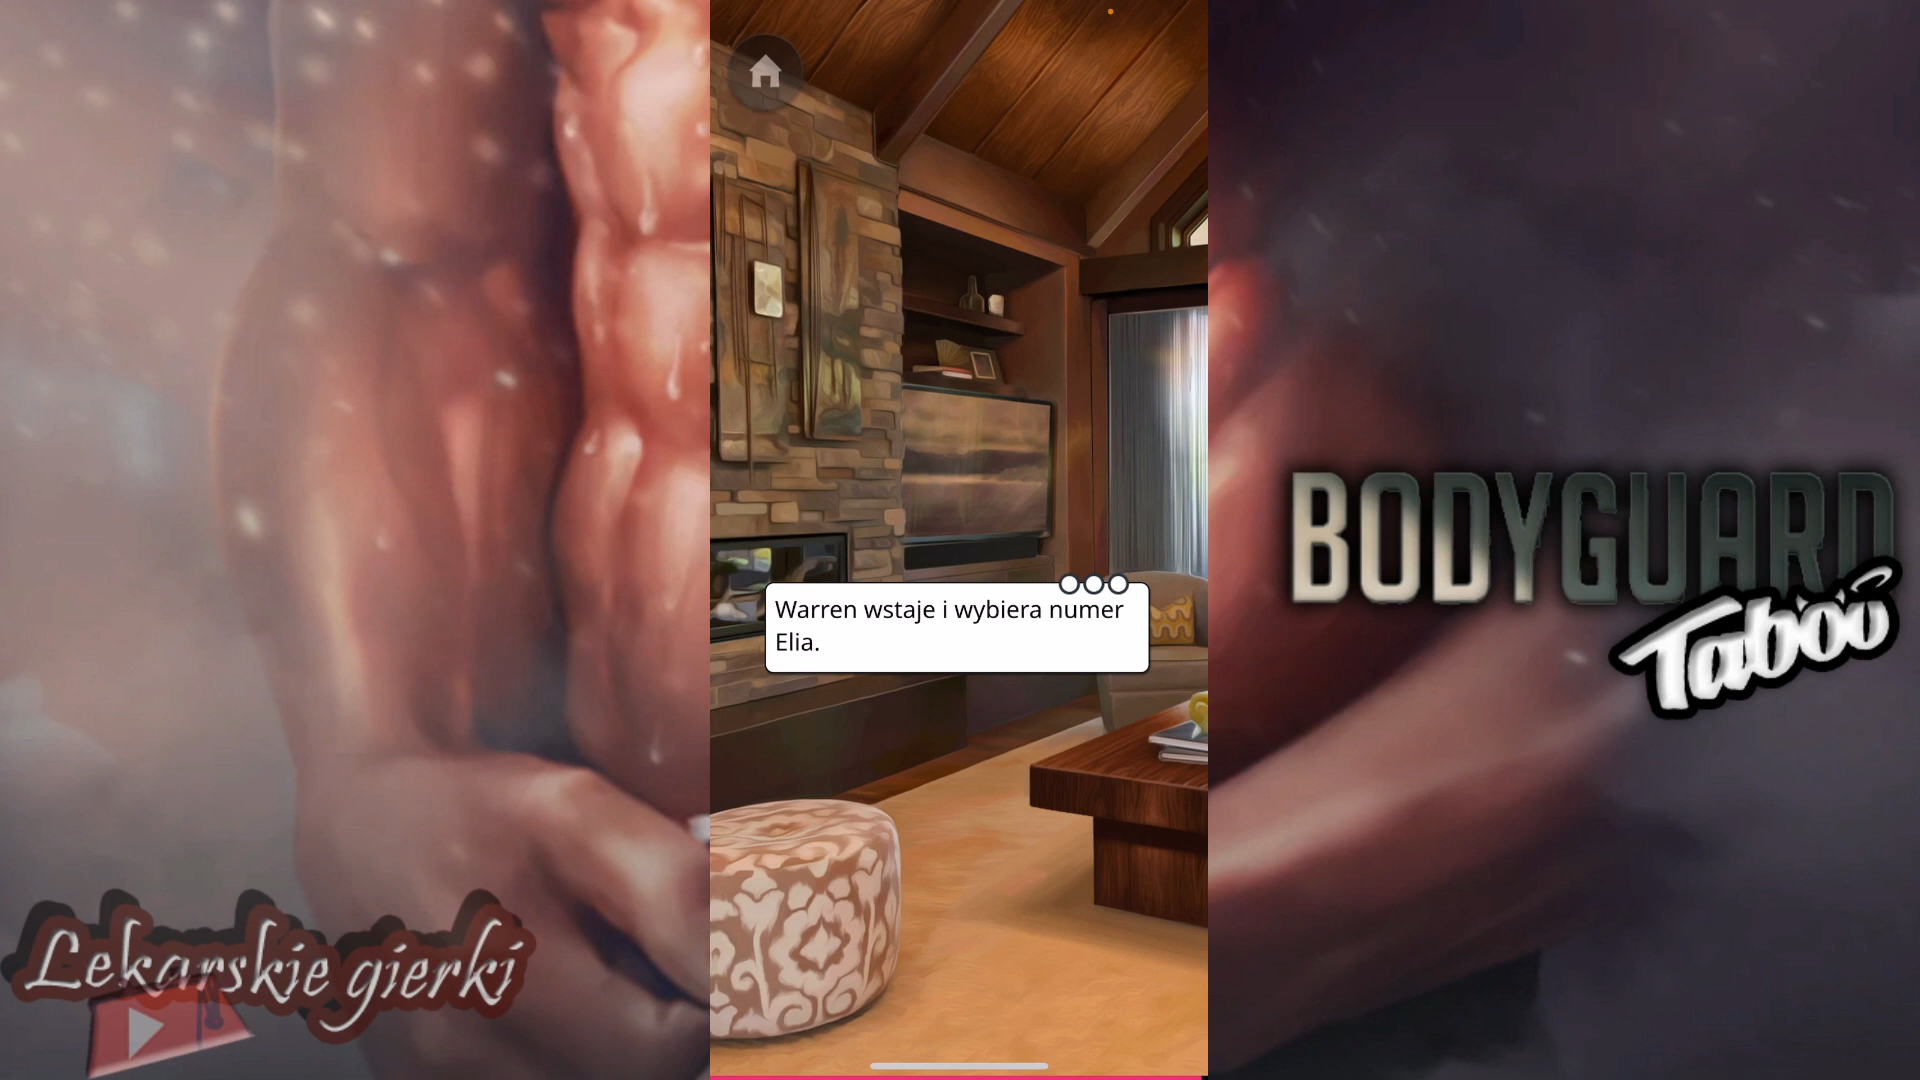 Warren wstaje i wybiera numer
Elia.
BODYGUARD
Taboo
Lekarskie gierki